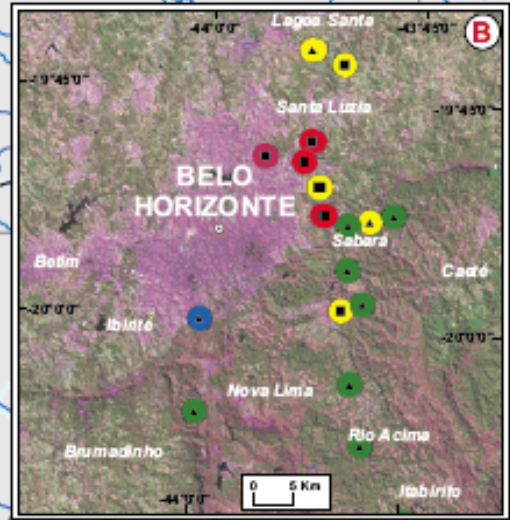 Lagoa Santa
-44°0'0"
-43°45'0"
B
-19°45'0"
-19°45'0"
Santa Luzia
BELO
HORIZONTE
Sabará
Betim
Caeté
-20°0'0"
Ibirité
-20°0'0"
Nova Lima
Rio Acima
Brumadinho
0 5 Km
Itabirito
-44°0'0"